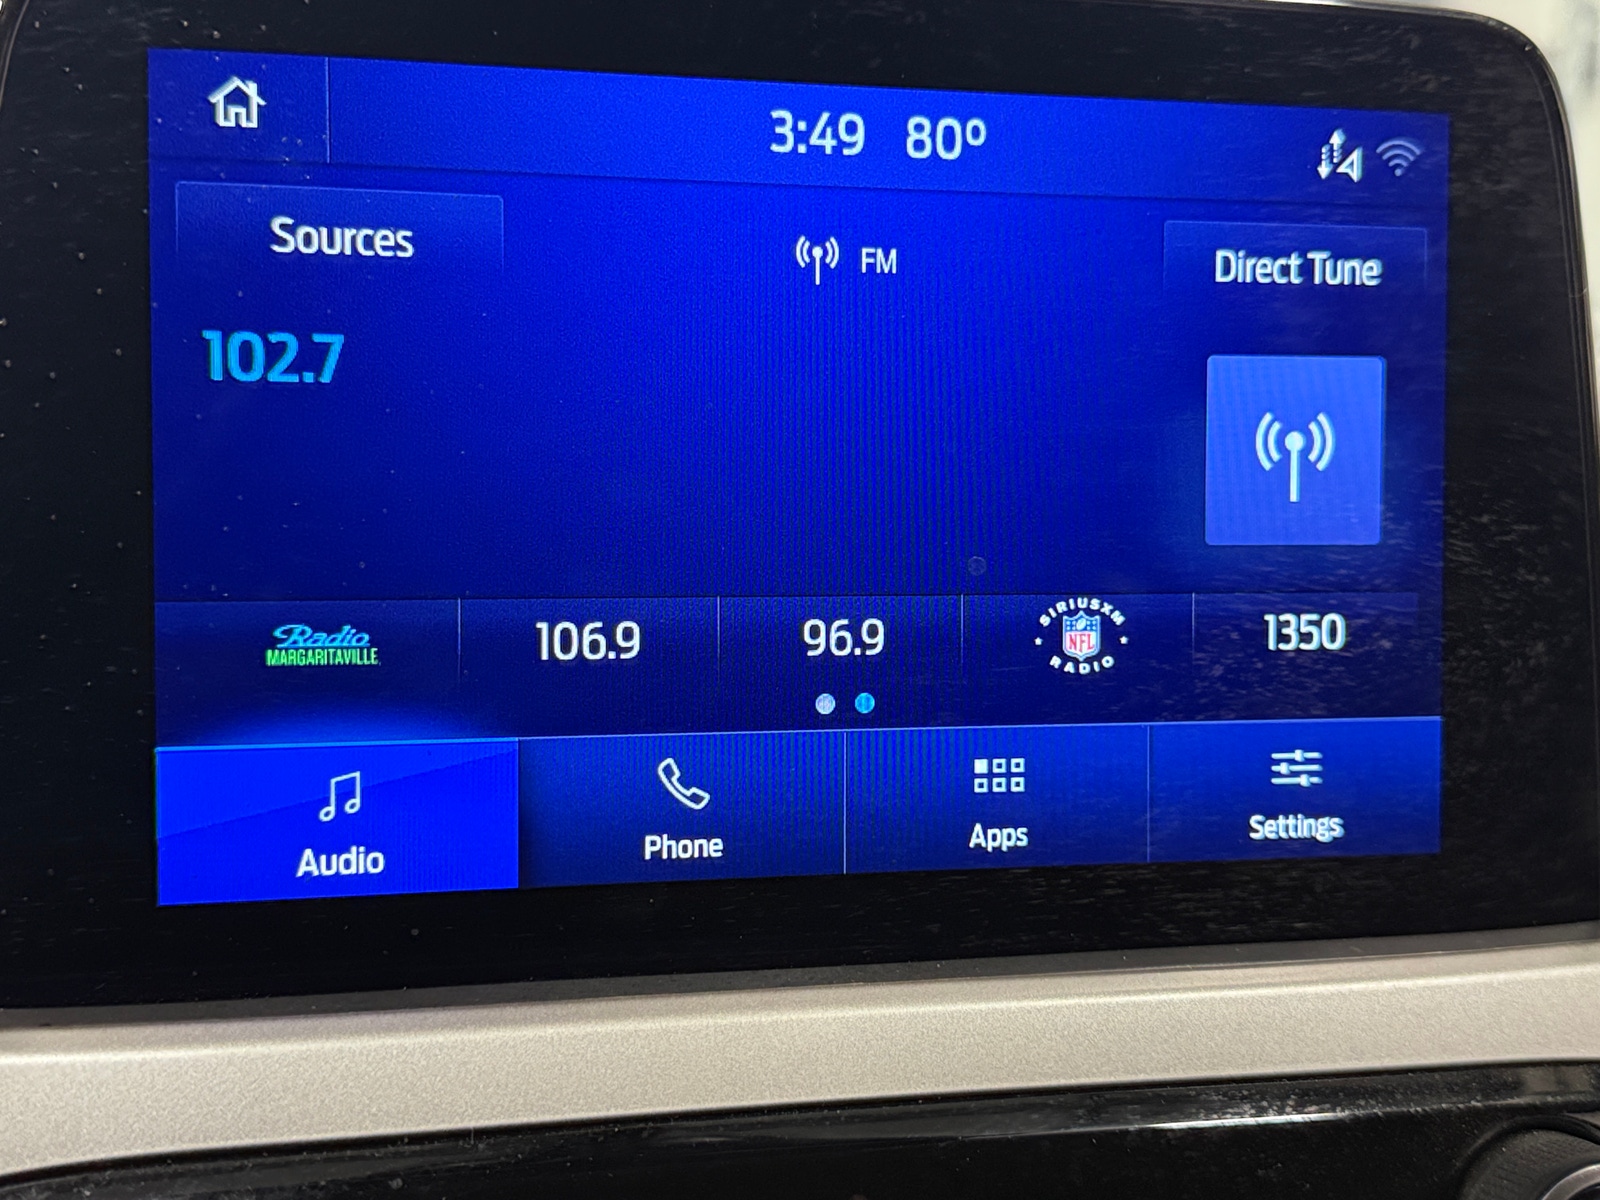 3:49 80°
Sources
FM
Direct Tune
102.7
Radio
MARGARITAVILLE
106.9
96.9
SIRIUSXM
NFL
RADIO
1350
Audio
Phone
Apps
Settings